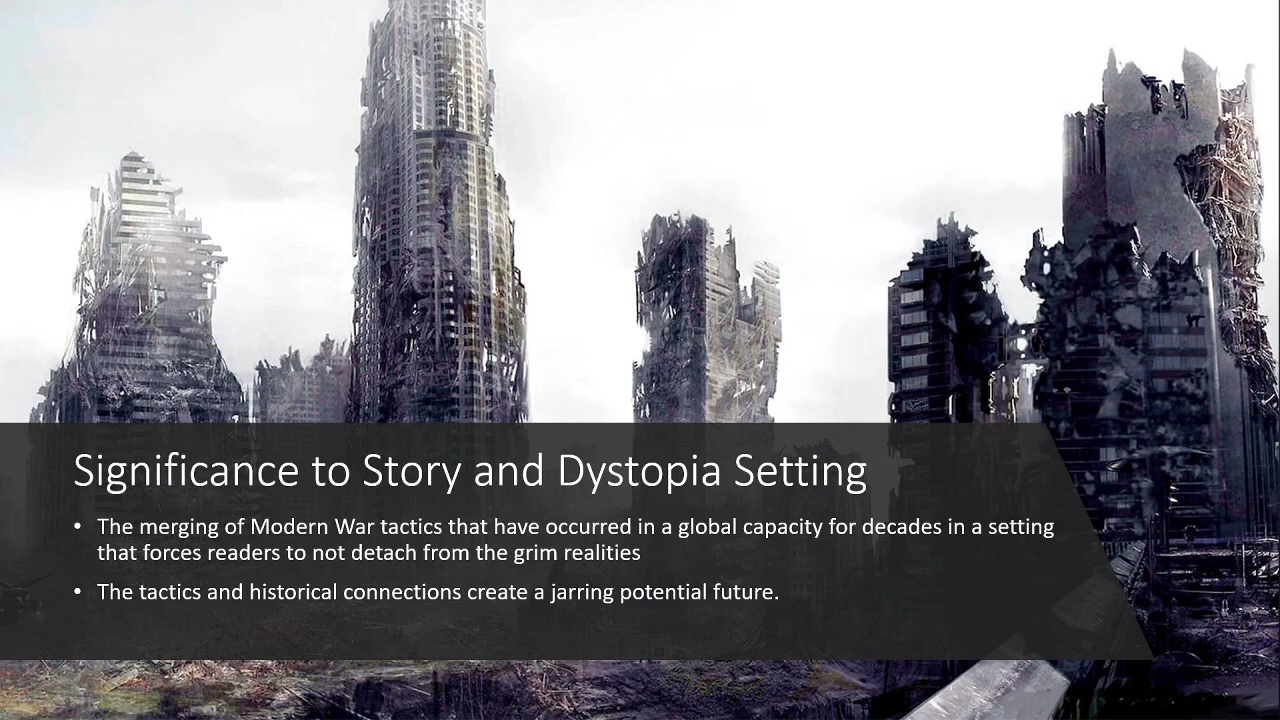 Significance to Story and Dystopia Setting
• The merging of Modern War tactics that have occurred in a global capacity for decades in a setting
that forces readers to not detach from the grim realities
• The tactics and historical connections create a jarring potential future.